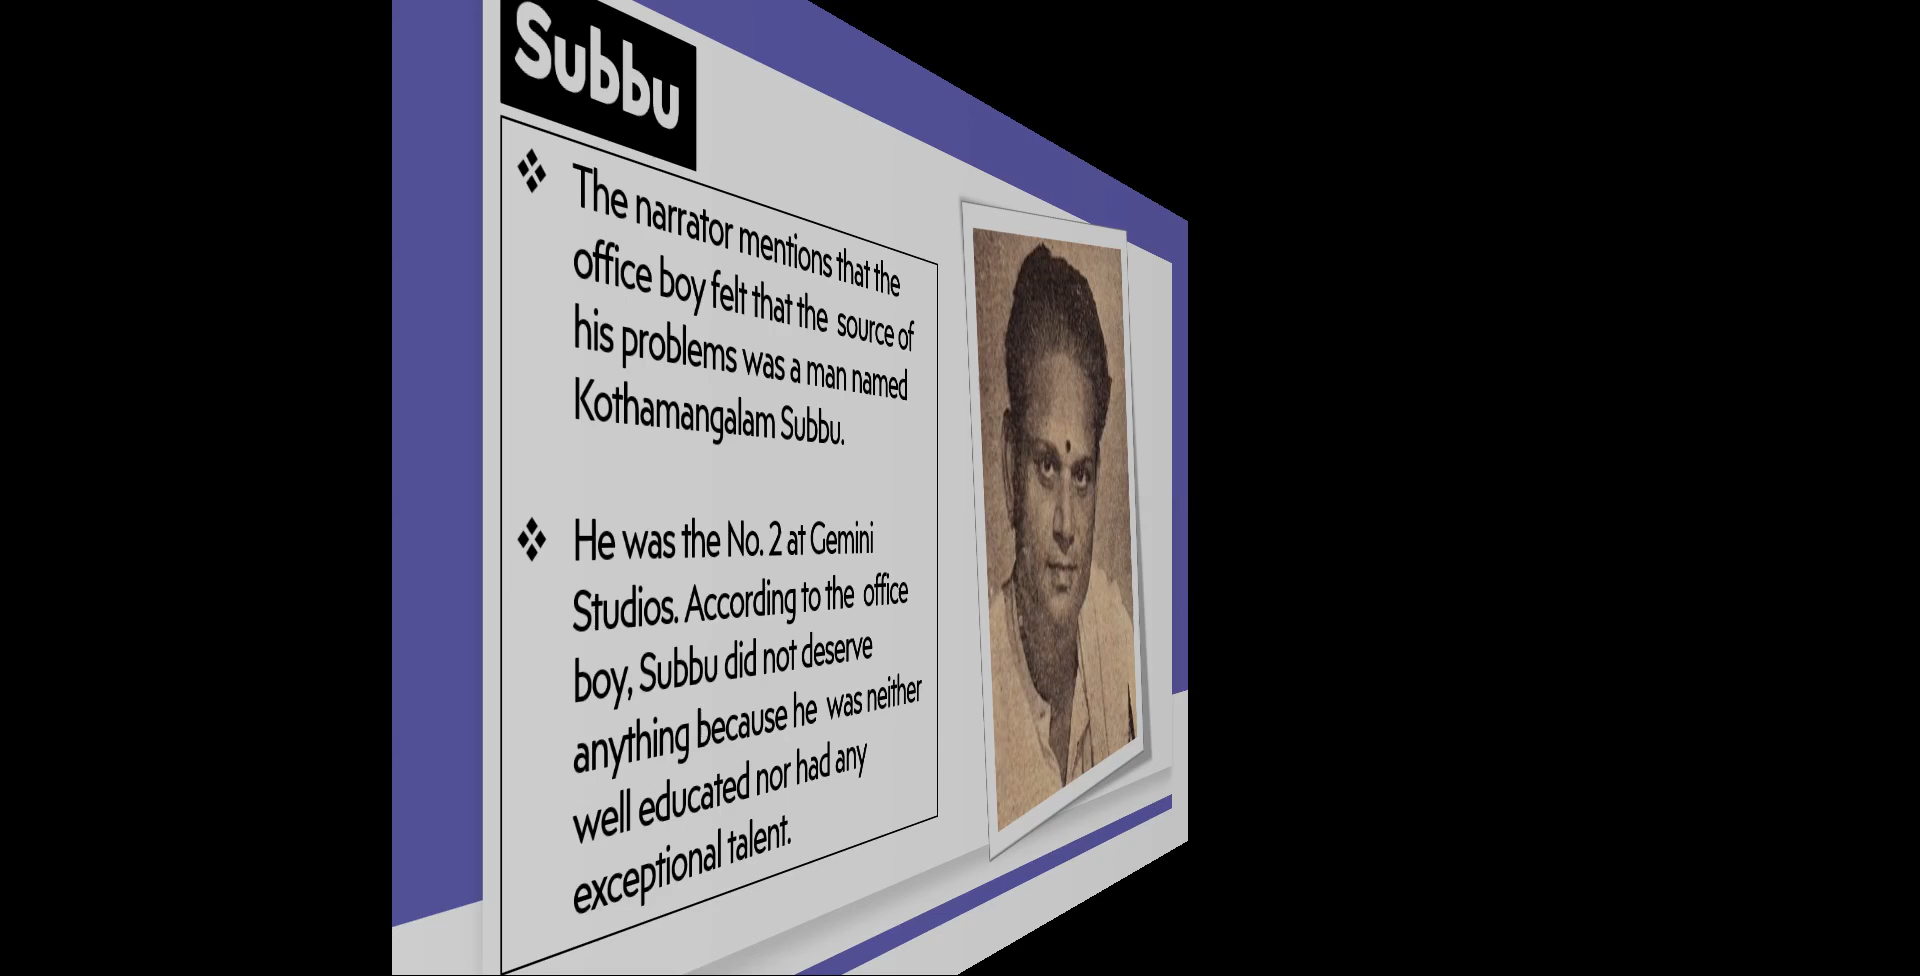 Subbu
The narrator mentions that the
office boy felt that the source of
his problems was a man named
Kothamangalam Subbu.
He was the No. 2 at Gemini
Studios. According to the office
boy, Subbu did not deserve
anything because he was neither
well educated nor had any
exceptional talent.